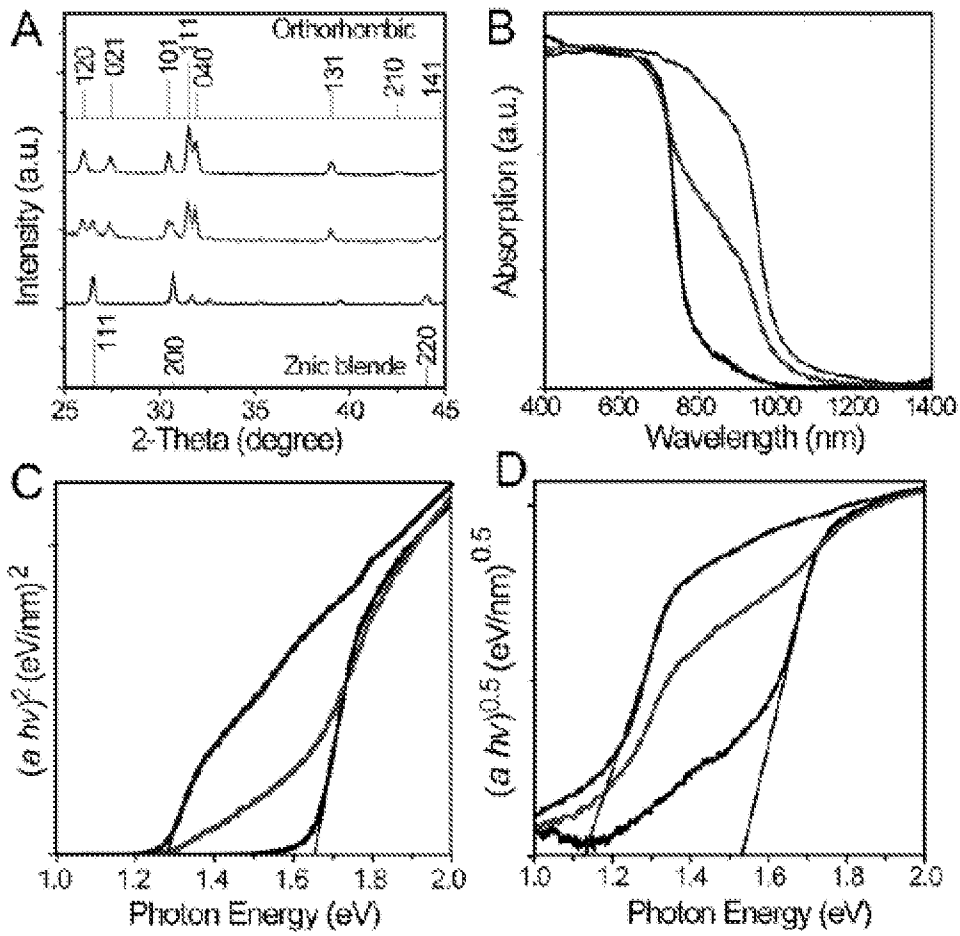 A
Orthorhombic
120
021
101
111
040
131
210
141
Intensity (a.u.)
111
200
220
Znic blende
25 30 35 40 45
2-Theta (degree)
B
Absorption (a.u.)
400 600 800 1000 1200 1400
Wavelength (nm)
C
(a hv)² (eV/nm)²
1.0 1.2 1.4 1.6 1.8 2.0
Photon Energy (eV)
D
(a hv)⁰·⁵ (eV/nm)⁰·⁵
1.0 1.2 1.4 1.6 1.8 2.0
Photon Energy (eV)